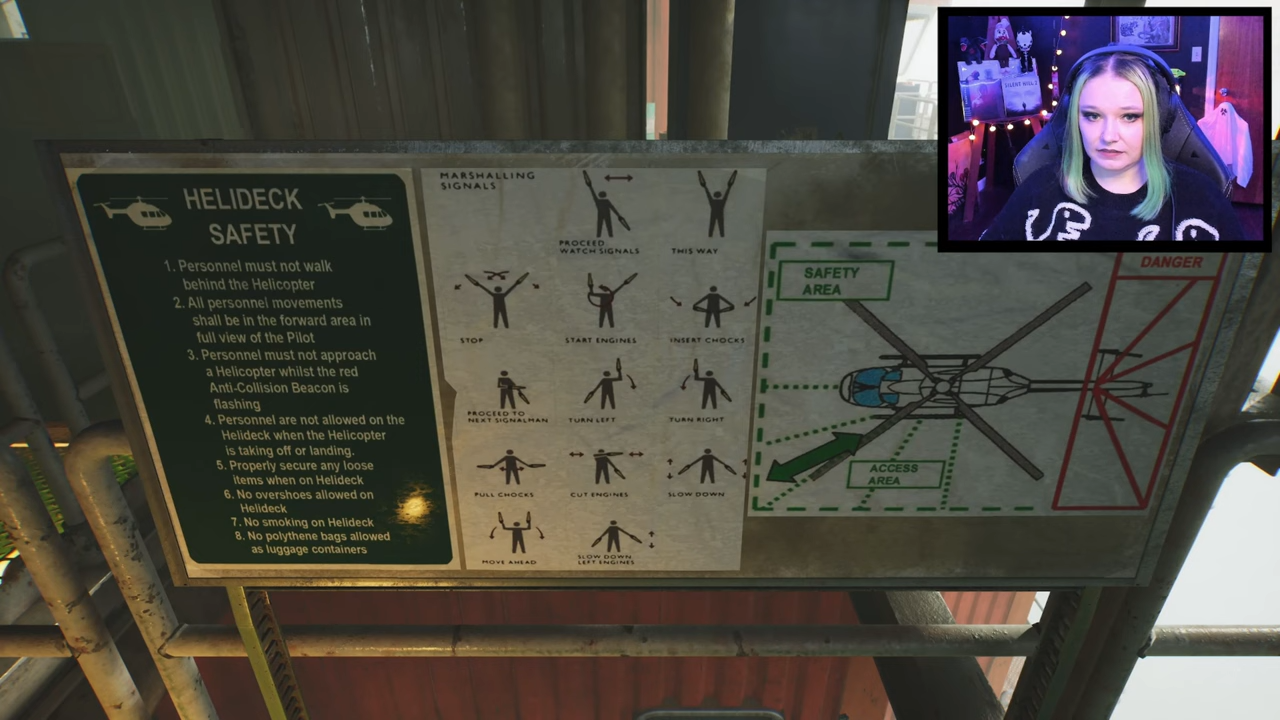 HELIDECK
SAFETY
1. Personnel must not walk
behind the Helicopter
2. All personnel movements
shall be in the forward area in
full view of the Pilot
3. Personnel must not approach
a Helicopter whilst the red
Anti-Collision Beacon is
flashing
4. Personnel are not allowed on the
Helideck when the Helicopter
is taking off or landing.
5. Properly secure any loose
items when on Helideck
6. No overshoes allowed on
Helideck
7. No smoking on Helideck
8. No polythene bags allowed
as luggage containers
MARSHALLING
SIGNALS
PROCEED
WATCH SIGNALS
THIS WAY
STOP
START ENGINES
INSERT CHOCKS
PROCEED TO
NEXT SIGNALMAN
TURN LEFT
TURN RIGHT
PULL CHOCKS
CUT ENGINES
SLOW DOWN
MOVE AHEAD
SLOW DOWN
LEFT ENGINES
SAFETY
AREA
DANGER
ACCESS
AREA
SILENT HILL